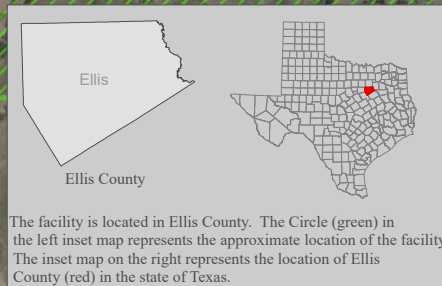 Ellis
Ellis County
The facility is located in Ellis County. The Circle (green) in
the left inset map represents the approximate location of the facility
The inset map on the right represents the location of Ellis
County (red) in the state of Texas.